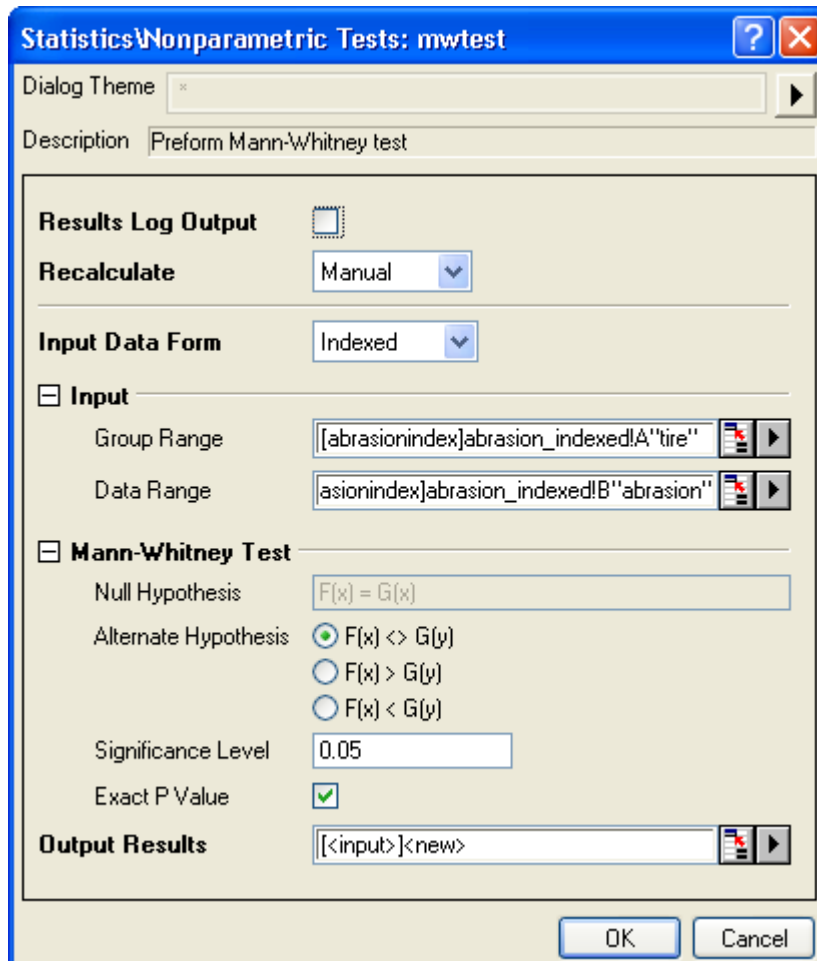 Statistics\Nonparametric Tests: mwtest
Dialog Theme *
Description Preform Mann-Whitney test
Results Log Output
Recalculate Manual
Input Data Form Indexed
Input
Group Range [abrasionindex]abrasion_indexed!A"tire"
Data Range asionindex]abrasion_indexed!B"abrasion"
Mann-Whitney Test
Null Hypothesis F(x) = G(x)
Alternate Hypothesis F(x) <> G(y)
F(x) > G(y)
F(x) < G(y)
Significance Level 0.05
Exact P Value
Output Results [<input>]<new>
OK Cancel